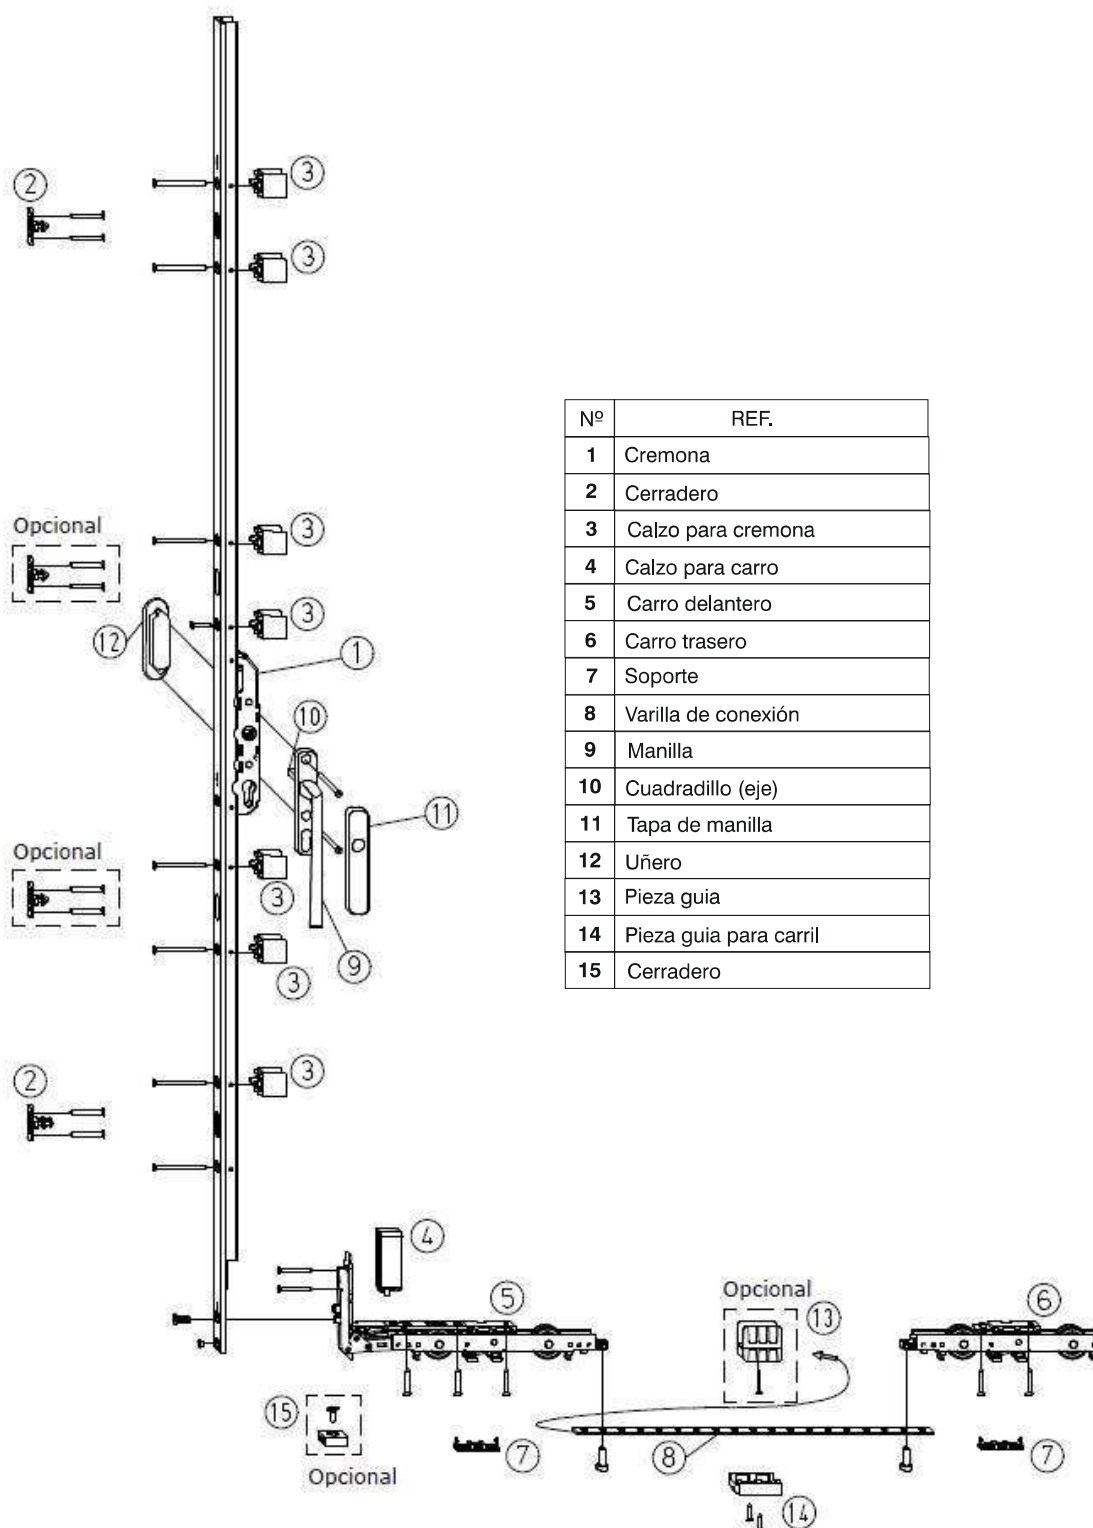 3
2
3
Nº REF.
1 Cremona
2 Cerradero
3 Calzo para cremona
4 Calzo para carro
5 Carro delantero
6 Carro trasero
7 Soporte
8 Varilla de conexión
9 Manilla
10 Cuadradillo (eje)
11 Tapa de manilla
12 Uñero
13 Pieza guia
14 Pieza guia para carril
15 Cerradero
Opcional
3
3
12
1
10
11
Opcional
3
9
3
2
3
4
Opcional
5
13
6
15
7
8
7
Opcional
14